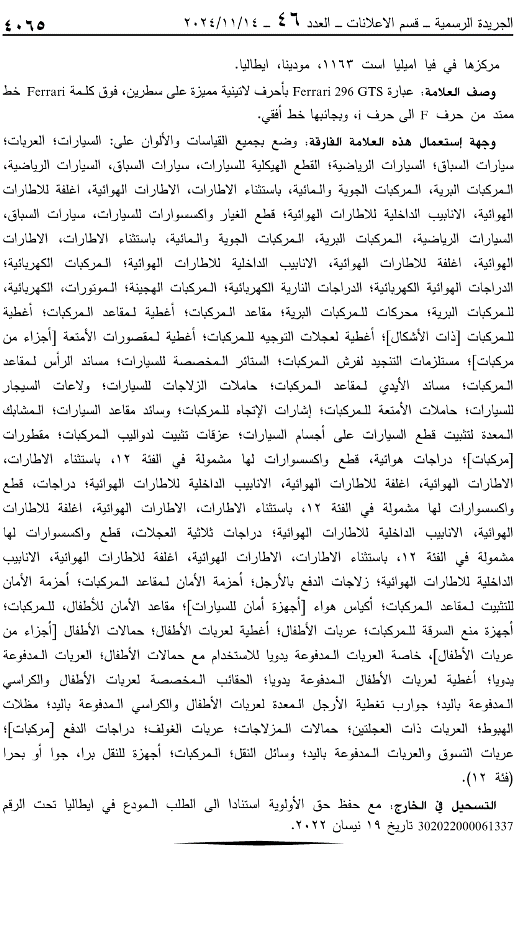 الجريدة الرسمية ــ قسم الاعلانات ــ العدد ٤٦ ــ ٢٠٢٤/١١/١٤ ٤٠٦٥
مركزها في فيا اميليا است ١١٦٣، مودينا، ايطاليا.
وصف العلامة: عبارة Ferrari 296 GTS بأحرف لاتينية مميزة على سطرين، فوق كلمة Ferrari خط
ممتد من حرف F الى حرف i، وبجانبها خط أفقي.
وجهة إستعمال هذه العلامة الفارقة: وضع بجميع القياسات والألوان على: السيارات؛ العربات؛
سيارات السباق؛ السيارات الرياضية؛ القطع الهيكلية للسيارات، سيارات السباق، السيارات الرياضية،
المركبات البرية، المركبات الجوية والمائية، باستثناء الاطارات، الاطارات الهوائية، اغلفة للاطارات
الهوائية، الانابيب الداخلية للاطارات الهوائية؛ قطع الغيار واكسسوارات للسيارات، سيارات السباق،
السيارات الرياضية، المركبات البرية، المركبات الجوية والمائية، باستثناء الاطارات، الاطارات
الهوائية، اغلفة للاطارات الهوائية، الانابيب الداخلية للاطارات الهوائية؛ المركبات الكهربائية؛
الدراجات الهوائية الكهربائية؛ الدراجات النارية الكهربائية؛ المركبات الهجينة؛ الموتورات، الكهربائية،
للمركبات البرية؛ محركات للمركبات البرية؛ مقاعد المركبات؛ أغطية لمقاعد المركبات؛ أغطية
للمركبات [ذات الأشكال]؛ أغطية لعجلات التوجيه للمركبات؛ أغطية لمقصورات الأمتعة [أجزاء من
مركبات]؛ مستلزمات التنجيد لفرش المركبات؛ الستائر المخصصة للسيارات؛ مساند الرأس لمقاعد
المركبات؛ مساند الأيدي لمقاعد المركبات؛ حاملات الزلاجات للسيارات؛ ولاعات السيجار
للسيارات؛ حاملات الأمتعة للمركبات؛ إشارات الإتجاه للمركبات؛ وسائد مقاعد السيارات؛ المشابك
المعدة لتثبيت قطع السيارات على أجسام السيارات؛ عزقات تثبيت لدواليب المركبات؛ مقطورات
[مركبات]؛ دراجات هوائية، قطع واكسسوارات لها مشمولة في الفئة ١٢، باستثناء الاطارات،
الاطارات الهوائية، اغلفة للاطارات الهوائية، الانابيب الداخلية للاطارات الهوائية؛ دراجات، قطع
واكسسوارات لها مشمولة في الفئة ١٢، باستثناء الاطارات، الاطارات الهوائية، اغلفة للاطارات
الهوائية، الانابيب الداخلية للاطارات الهوائية؛ دراجات ثلاثية العجلات، قطع واكسسوارات لها
مشمولة في الفئة ١٢، باستثناء الاطارات، الاطارات الهوائية، اغلفة للاطارات الهوائية، الانابيب
الداخلية للاطارات الهوائية؛ زلاجات الدفع بالأرجل؛ أحزمة الأمان لمقاعد المركبات؛ أحزمة الأمان
للتثبيت لمقاعد المركبات؛ أكياس هواء [أجهزة أمان للسيارات]؛ مقاعد الأمان للأطفال، للمركبات؛
أجهزة منع السرقة للمركبات؛ عربات الأطفال؛ أغطية لعربات الأطفال؛ حمالات الأطفال [أجزاء من
عربات الأطفال]، خاصة العربات المدفوعة يدويا للاستخدام مع حمالات الأطفال؛ العربات المدفوعة
يدويا؛ أغطية لعربات الأطفال المدفوعة يدويا؛ الحقائب المخصصة لعربات الأطفال والكراسي
المدفوعة باليد؛ جوارب تغطية الأرجل المعدة لعربات الأطفال والكراسي المدفوعة باليد؛ مظلات
الهبوط؛ العربات ذات العجلتين؛ حمالات المزلاجات؛ عربات الغولف؛ دراجات الدفع [مركبات]؛
عربات التسوق والعربات المدفوعة باليد؛ وسائل النقل؛ المركبات؛ أجهزة للنقل برا، جوا أو بحرا
(فئة ١٢).
التسجيل في الخارج: مع حفظ حق الأولوية استنادا الى الطلب المودع في ايطاليا تحت الرقم
302022000061337 تاريخ ١٩ نيسان ٢٠٢٢.